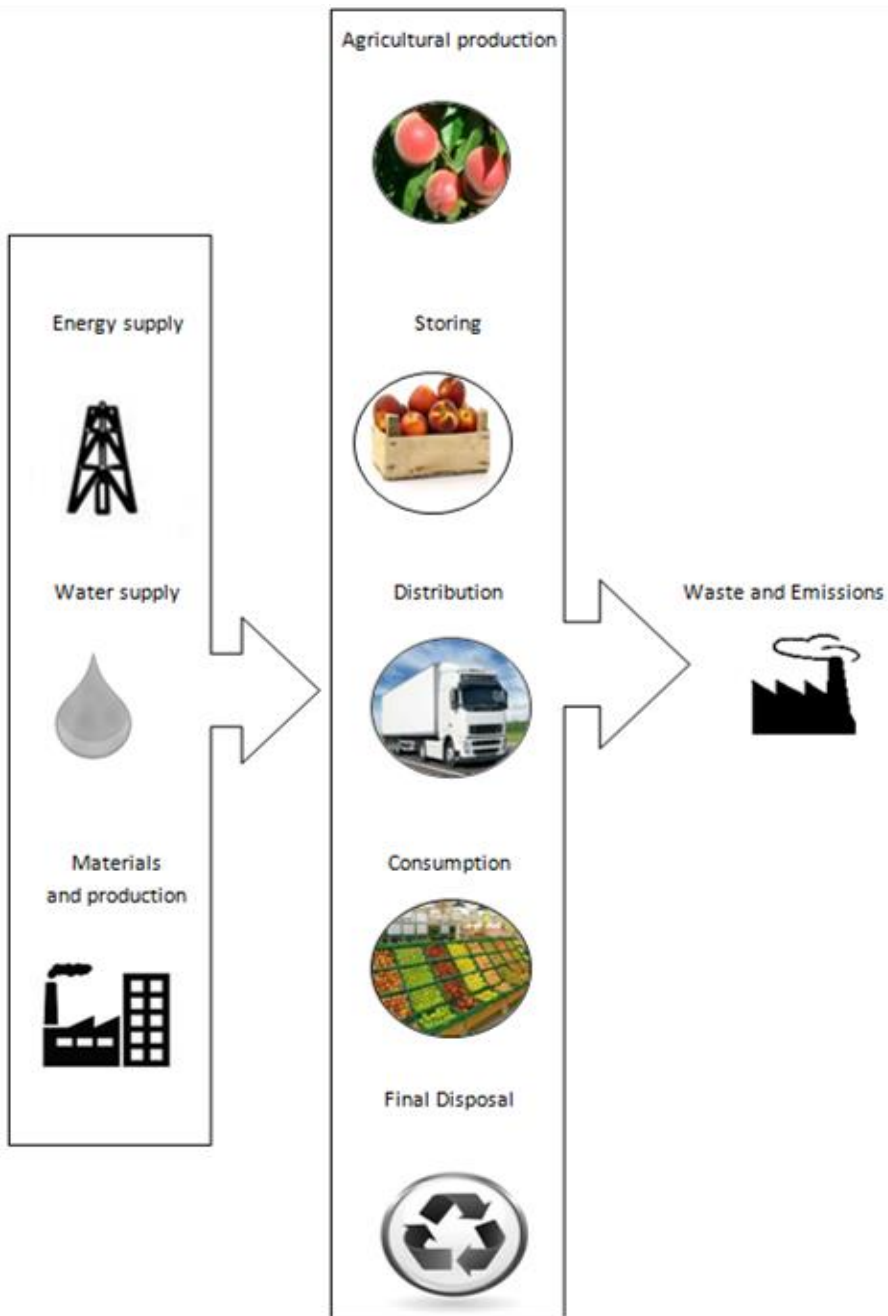 Agricultural production
Energy supply
Storing
Water supply
Distribution
Waste and Emissions
Materials
and production
Consumption
Final Disposal